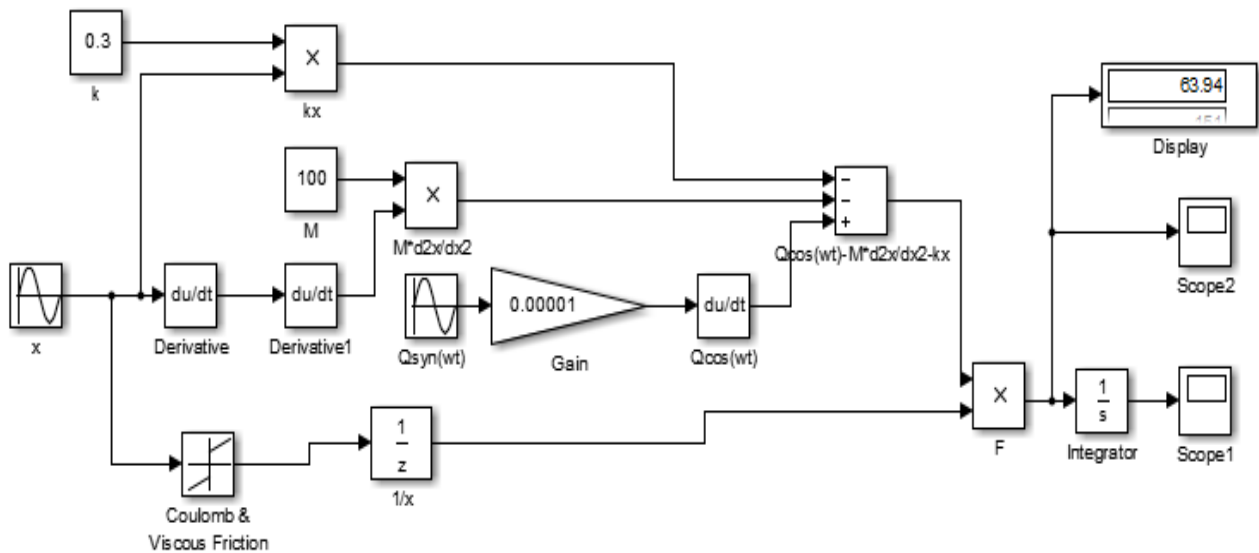 0.3
k
X
kx
63.94
Display
100
M
X
M*d2x/dx2
−
−
+
Qcos(wt)-M*d2x/dx2-kx
Scope2
x
du/dt
Derivative
du/dt
Derivative1
Qsyn(wt)
0.00001
Gain
du/dt
Qcos(wt)
X
F
1
s
Integrator
Scope1
Coulomb &
Viscous Friction
1
z
1/x